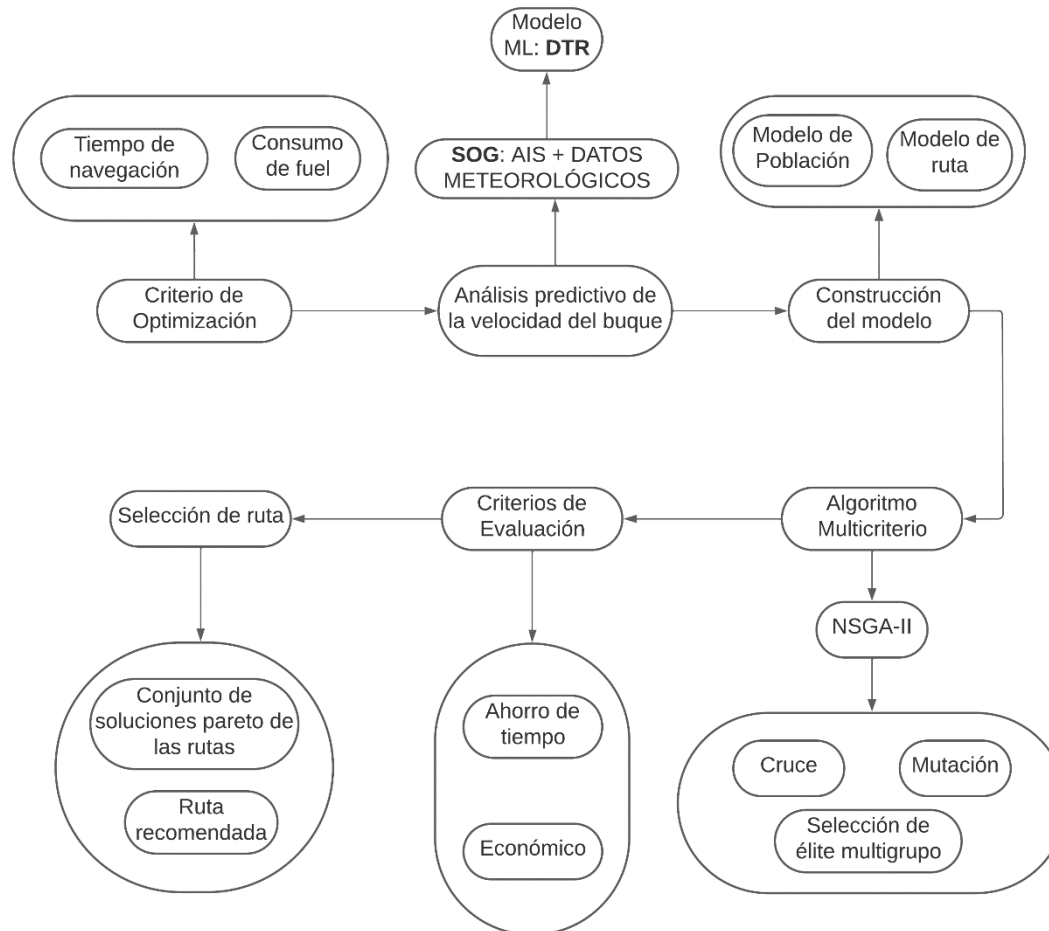 Modelo
ML: DTR
Tiempo de
navegación
Consumo
de fuel
SOG: AIS + DATOS
METEOROLÓGICOS
Modelo de
Población
Modelo de
ruta
Criterio de
Optimización
Análisis predictivo de
la velocidad del buque
Construcción
del modelo
Selección de ruta
Criterios de
Evaluación
Algoritmo
Multicriterio
NSGA-II
Conjunto de
soluciones pareto de
las rutas
Ruta
recomendada
Ahorro de
tiempo
Económico
Cruce
Mutación
Selección de
élite multigrupo